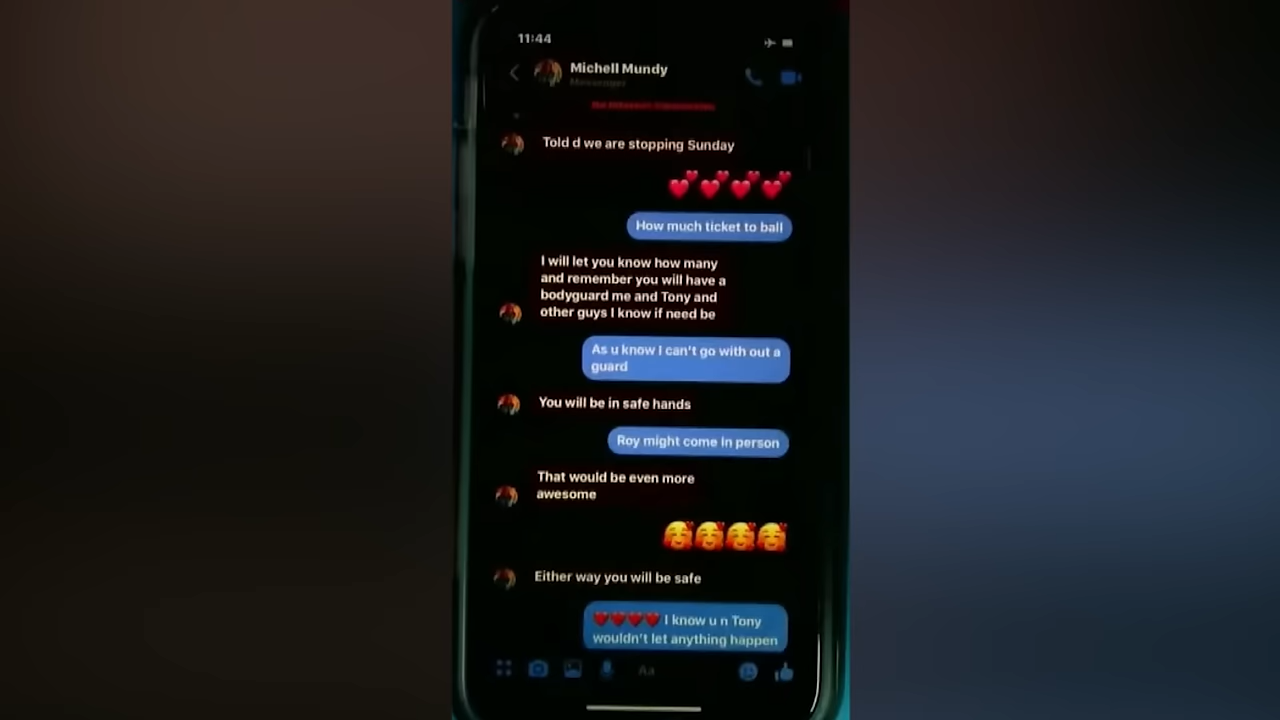 11:44
Michell Mundy
Messenger
No Internet Connection
Told d we are stopping Sunday
How much ticket to ball
I will let you know how many
and remember you will have a
bodyguard me and Tony and
other guys I know if need be
As u know I can't go with out a
guard
You will be in safe hands
Roy might come in person
That would be even more
awesome
Either way you will be safe
I know u n Tony
wouldn't let anything happen
Aa